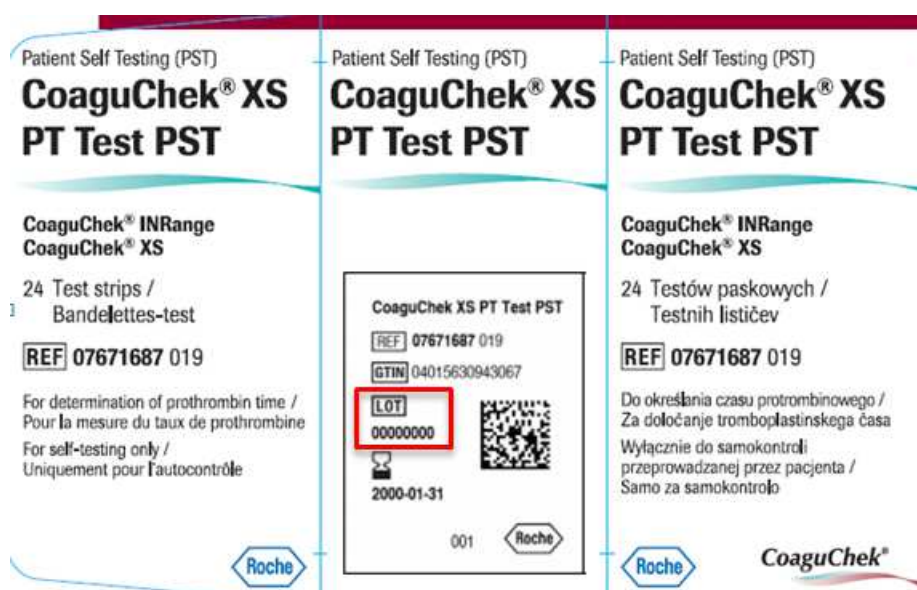 Patient Self Testing (PST)
CoaguChek® XS
PT Test PST
CoaguChek® INRange
CoaguChek® XS
24 Test strips /
Bandelettes-test
REF 07671687 019
For determination of prothrombin time /
Pour la mesure du taux de prothrombine
For self-testing only /
Uniquement pour l'autocontrôle
Roche
Patient Self Testing (PST)
CoaguChek® XS
PT Test PST
CoaguChek XS PT Test PST
REF 07671687 019
GTIN 04015630943067
LOT
00000000
2000-01-31
001
Roche
Patient Self Testing (PST)
CoaguChek® XS
PT Test PST
CoaguChek® INRange
CoaguChek® XS
24 Testów paskowych /
Testnih lističev
REF 07671687 019
Do określania czasu protrombinowego /
Za določanje tromboplastinskega časa
Wyłącznie do samokontroli
przeprowadzanej przez pacjenta /
Samo za samokontrolo
Roche
CoaguChek®